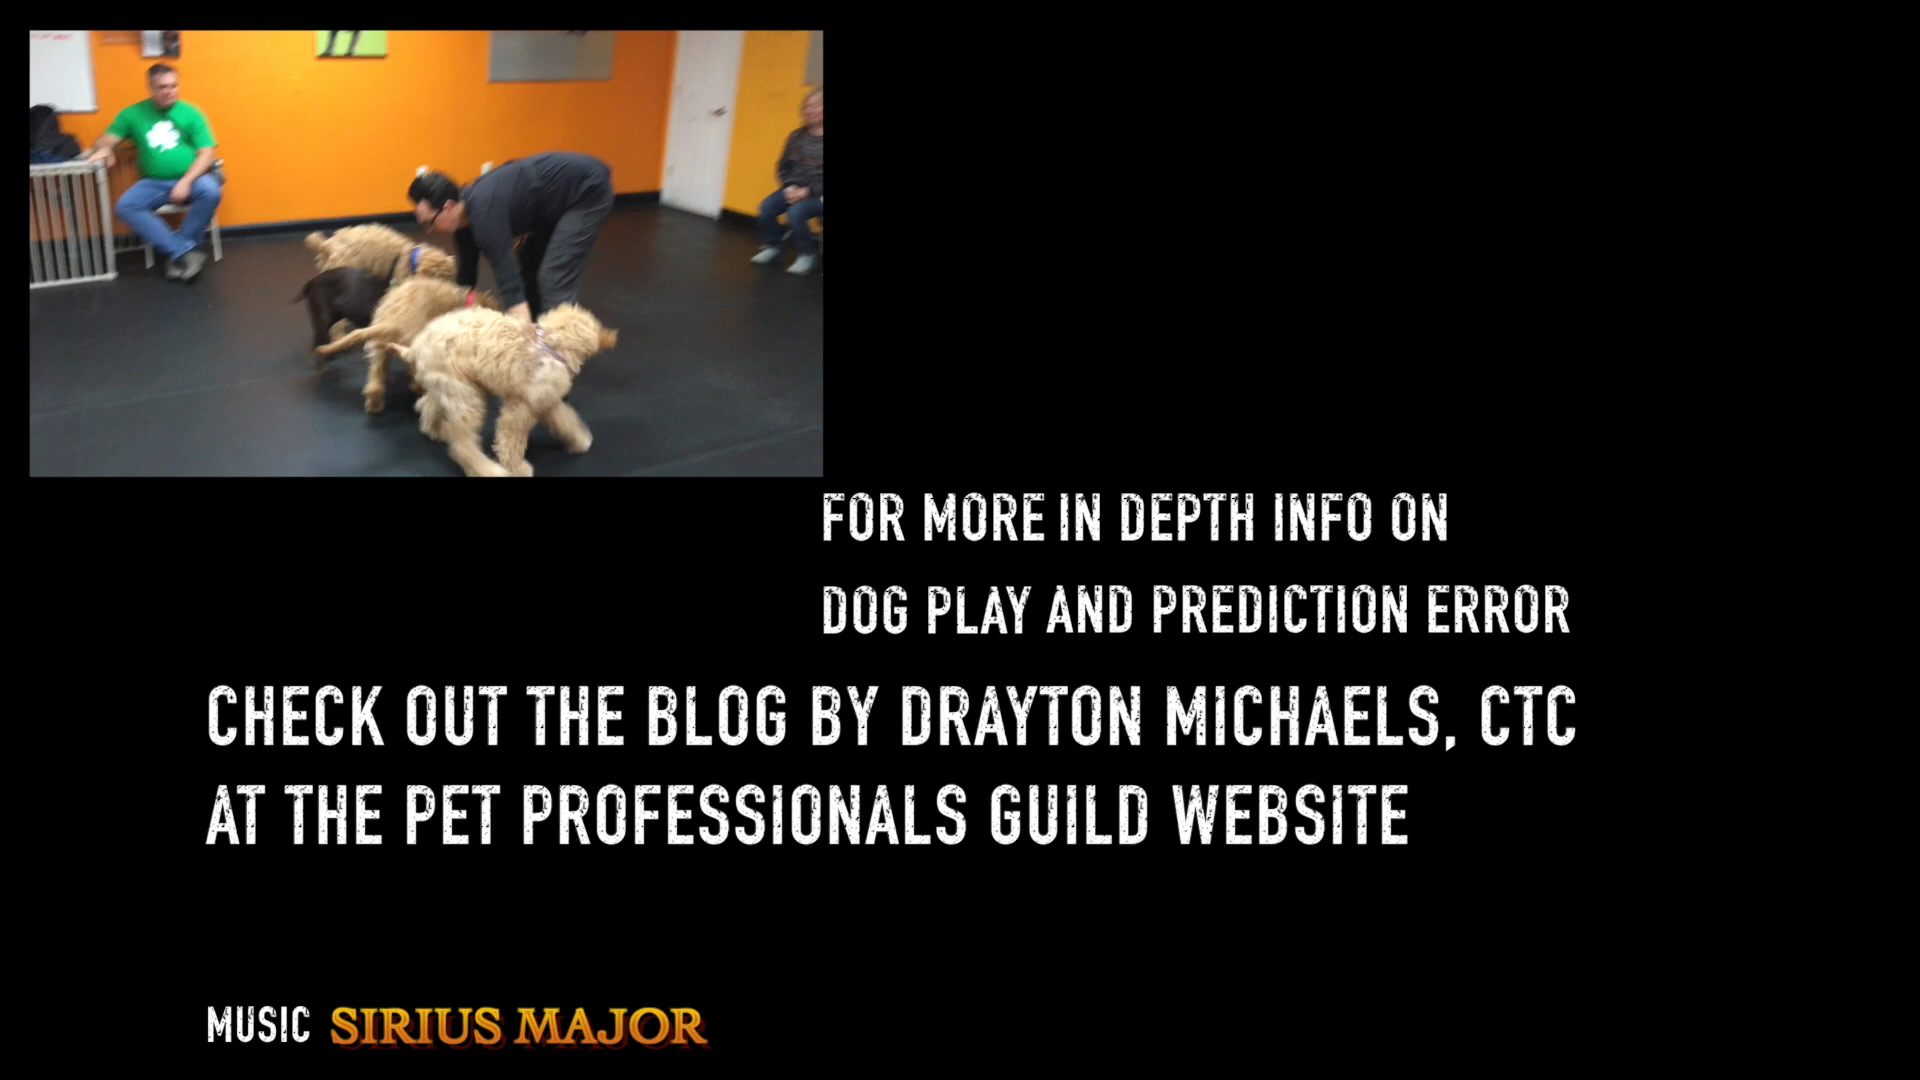 FOR MORE IN DEPTH INFO ON
DOG PLAY AND PREDICTION ERROR
CHECK OUT THE BLOG BY DRAYTON MICHAELS, CTC
AT THE PET PROFESSIONALS GUILD WEBSITE
MUSIC SIRIUS MAJOR